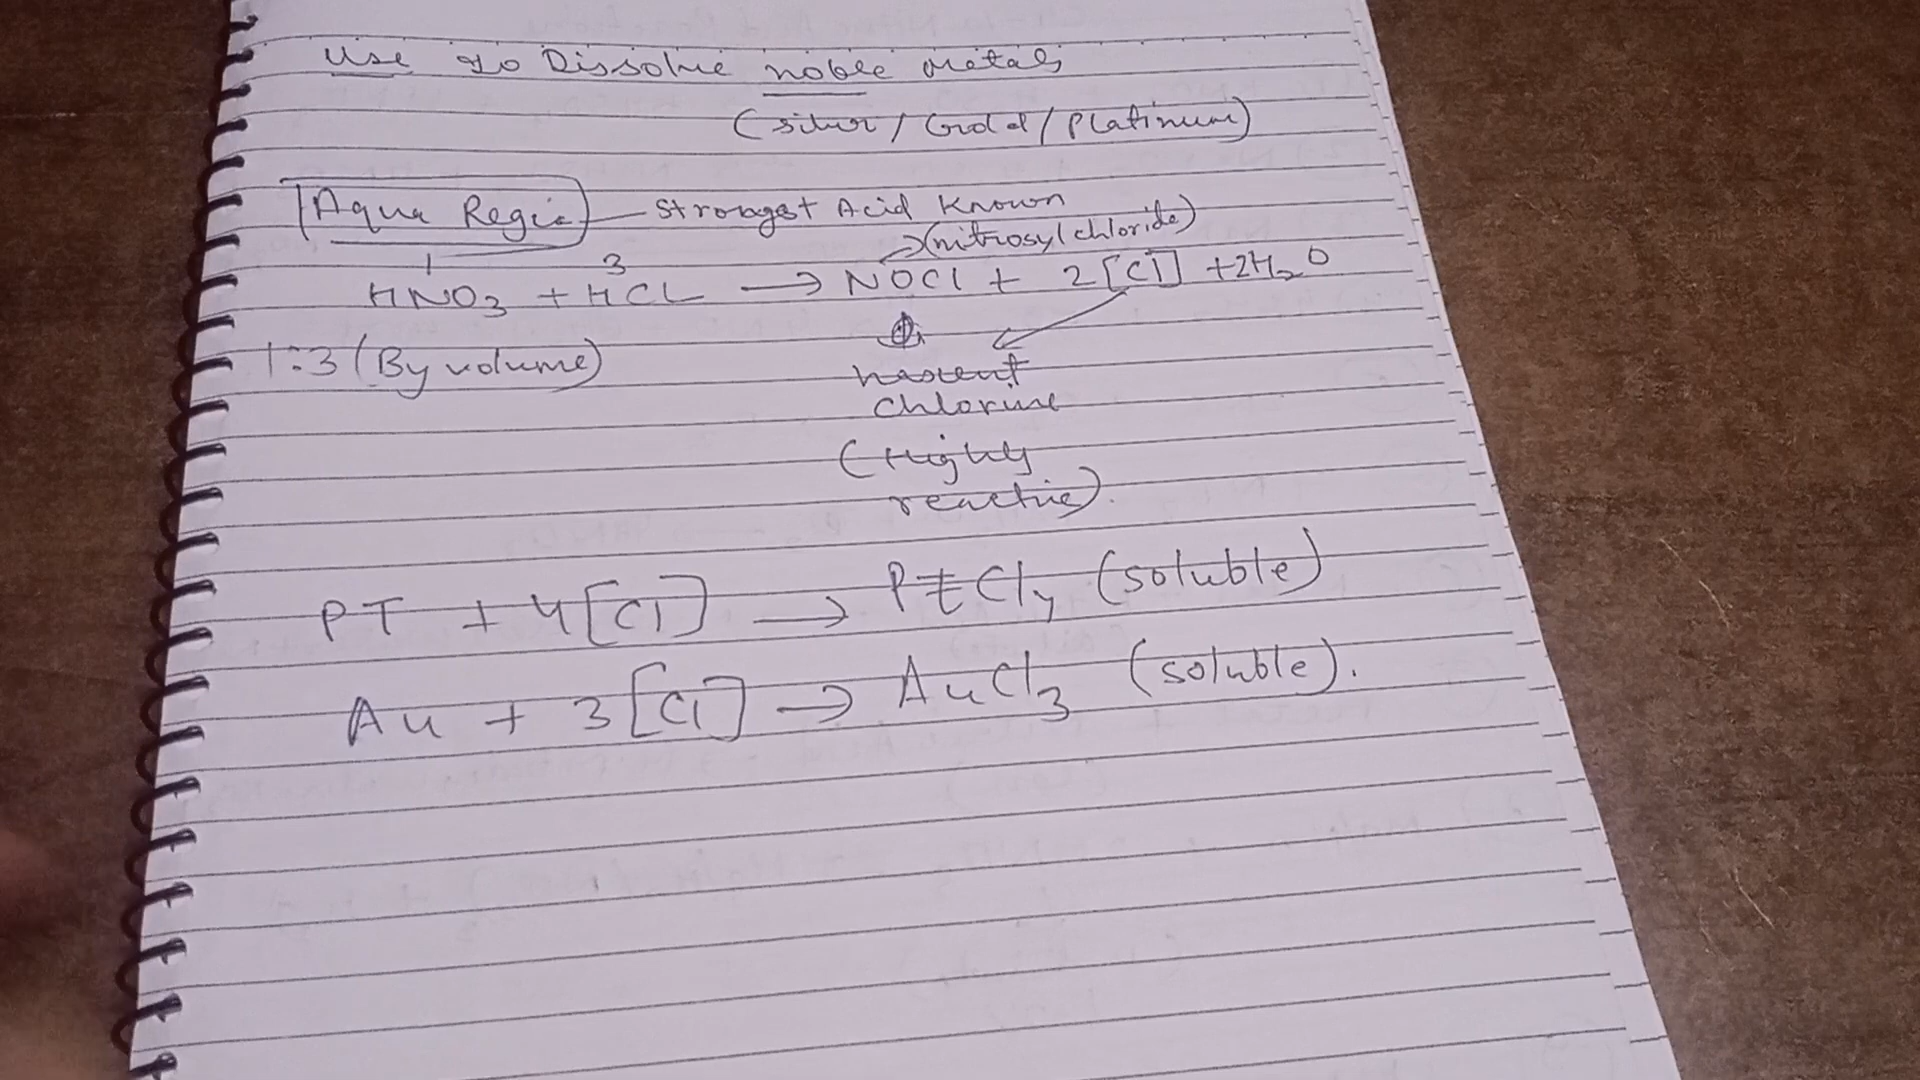 Use to Dissolve noble metals
(silver / Gold / Platinum)
Aqua Regia — Strongest Acid Known
→ (nitrosylchloride)
1 3
HNO3 + HCL → NOCl + 2[Cl] + 2H2O
1:3 (By volume)
nascent
chlorine
(Highly
reactive).
PT + 4[Cl] → PtCl4 (soluble)
Au + 3[Cl] → AuCl3 (soluble).